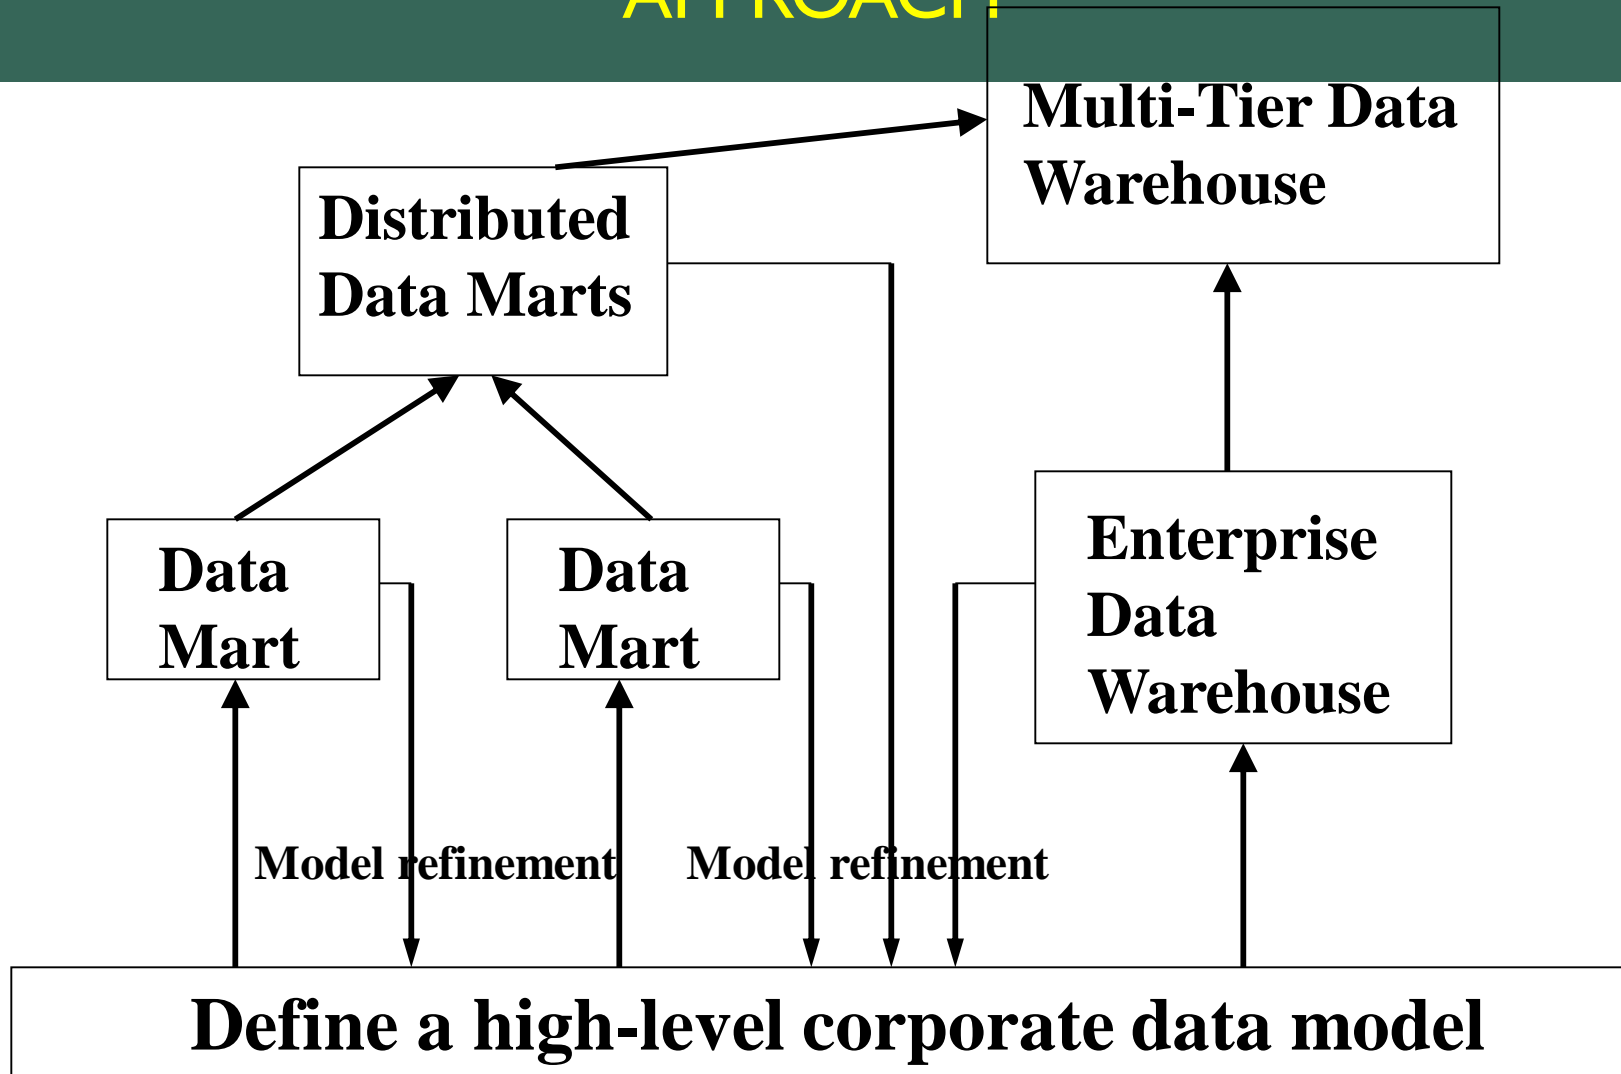 APPROACH
Multi-Tier Data
Warehouse
Distributed
Data Marts
Data
Mart
Data
Mart
Enterprise
Data
Warehouse
Model refinement
Model refinement
Define a high-level corporate data model